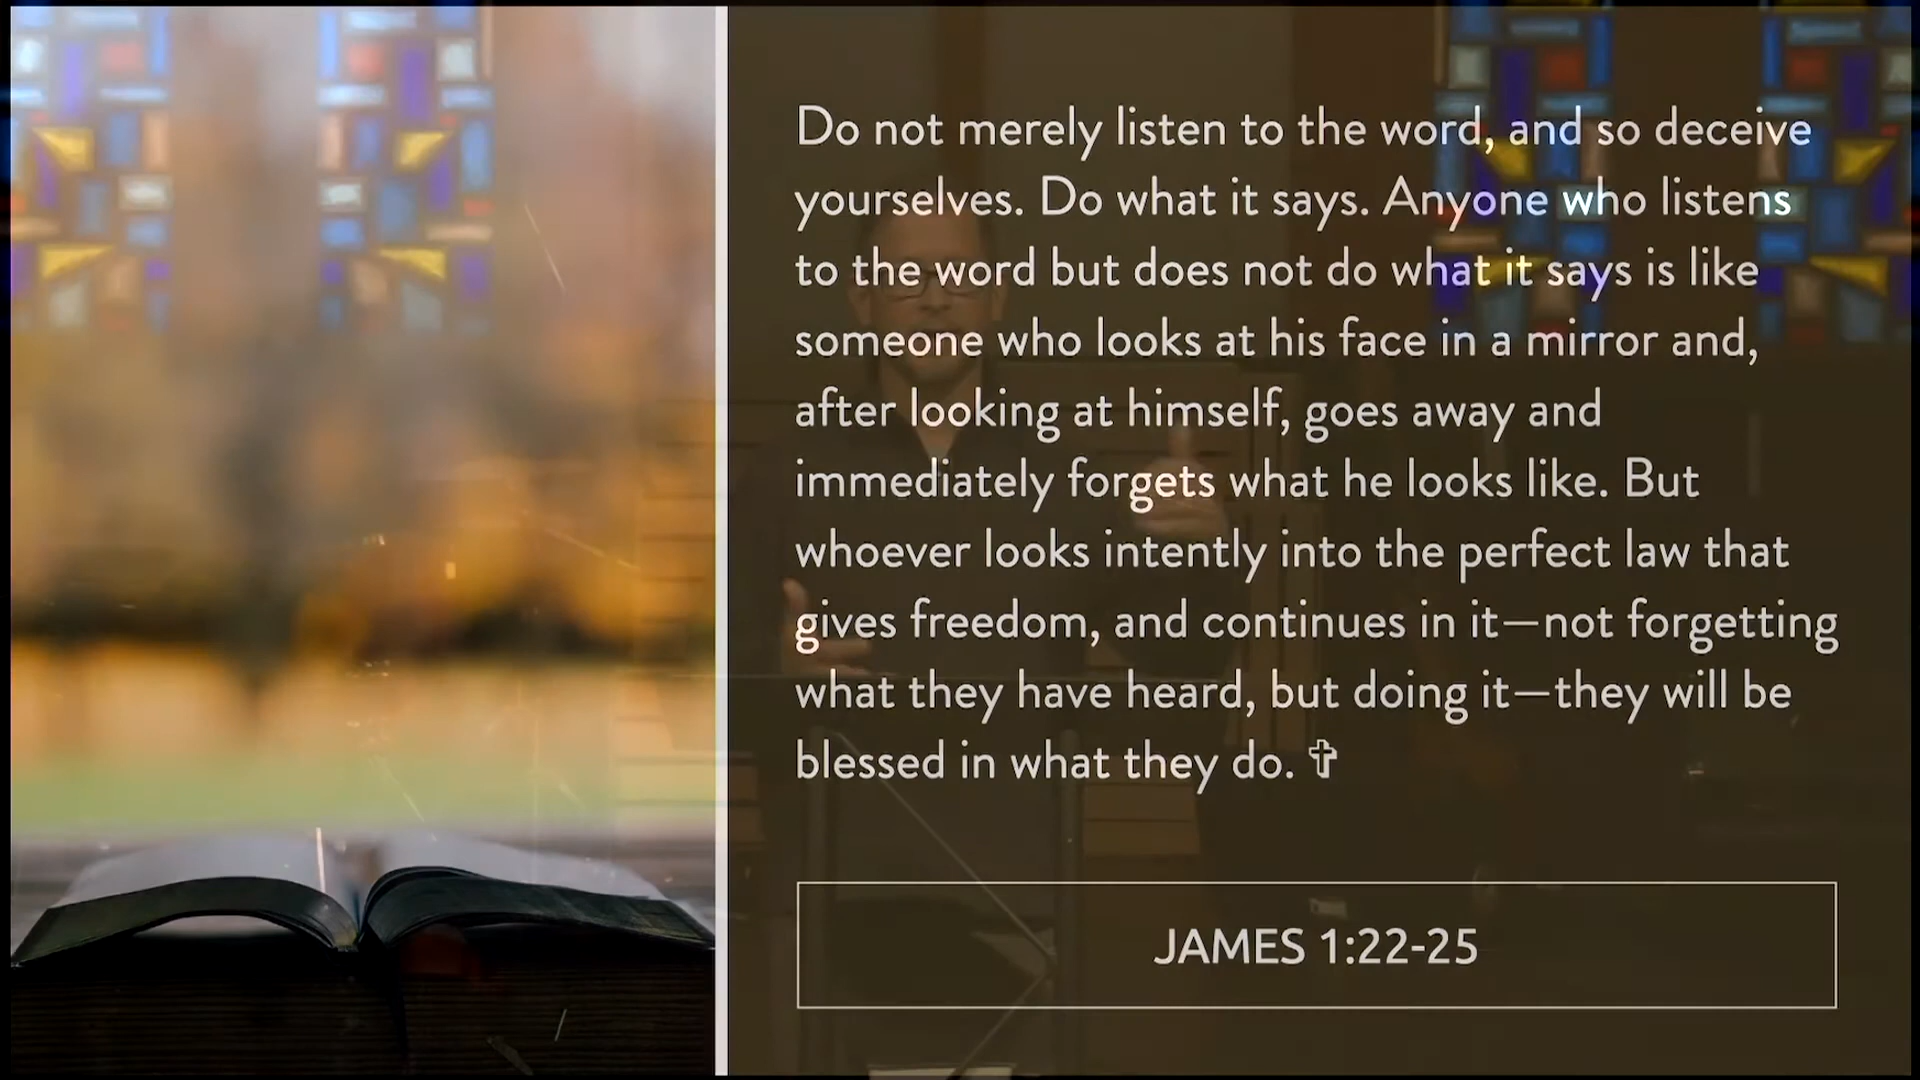 Do not merely listen to the word, and so deceive
yourselves. Do what it says. Anyone who listens
to the word but does not do what it says is like
someone who looks at his face in a mirror and,
after looking at himself, goes away and
immediately forgets what he looks like. But
whoever looks intently into the perfect law that
gives freedom, and continues in it—not forgetting
what they have heard, but doing it—they will be
blessed in what they do. ✞
JAMES 1:22-25